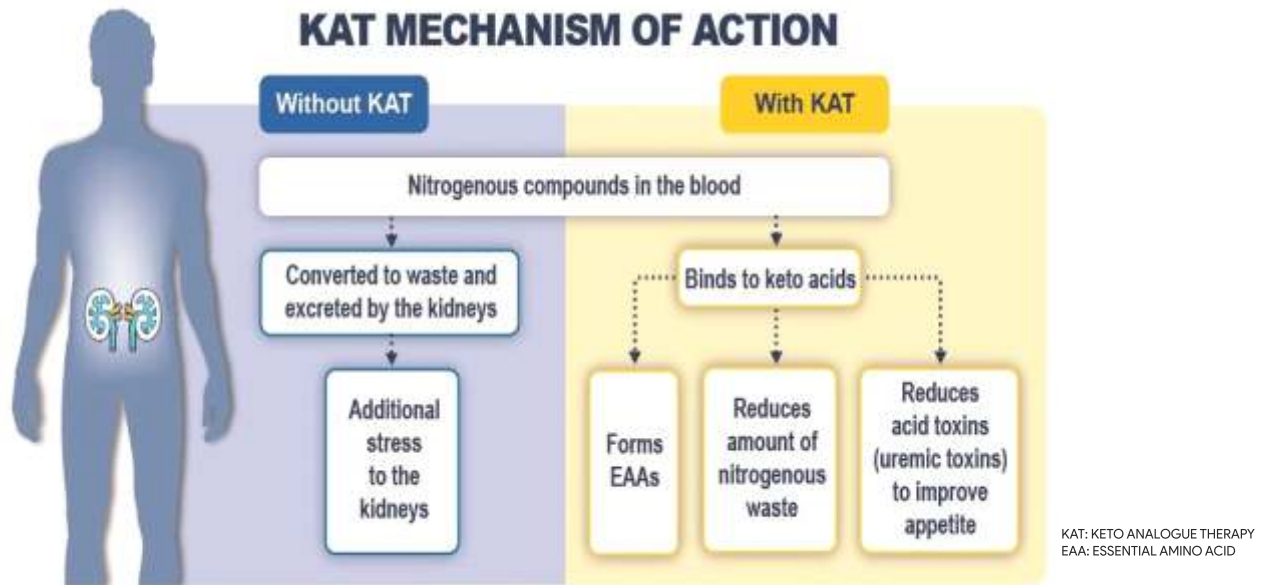 KAT MECHANISM OF ACTION
Without KAT
With KAT
Nitrogenous compounds in the blood
Converted to waste and
excreted by the kidneys
Additional
stress
to the
kidneys
Binds to keto acids
Forms
EAAs
Reduces
amount of
nitrogenous
waste
Reduces
acid toxins
(uremic toxins)
to improve
appetite
KAT: KETO ANALOGUE THERAPY
EAA: ESSENTIAL AMINO ACID